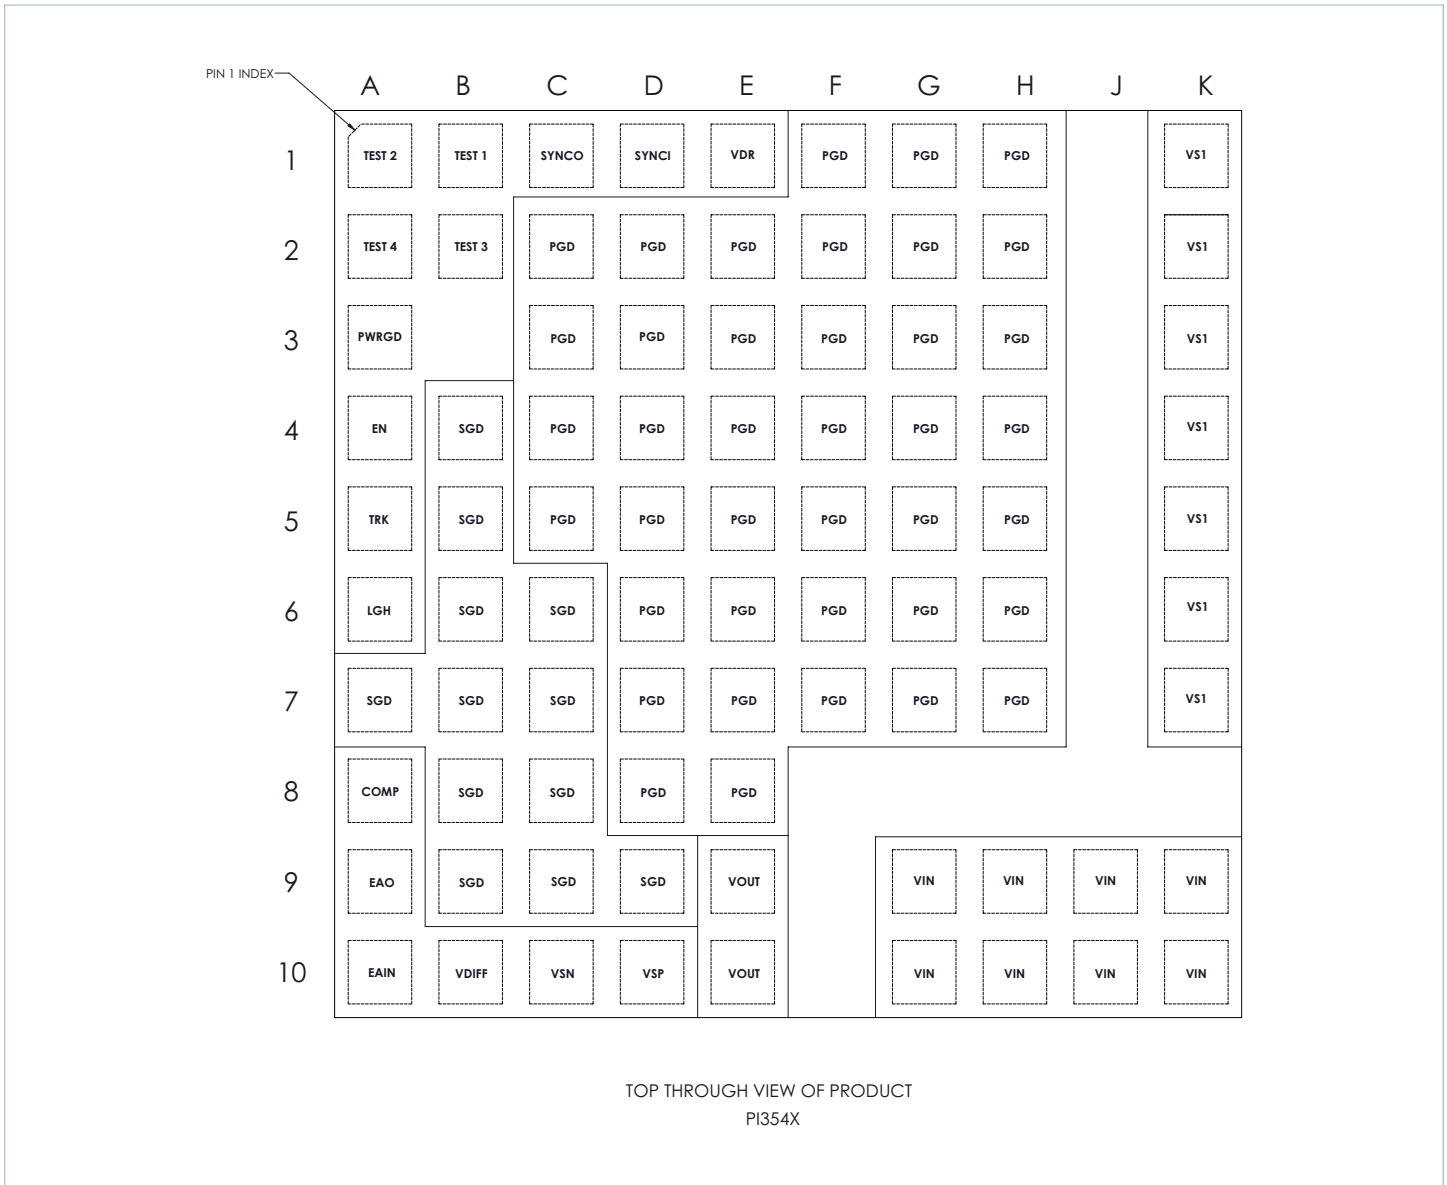 PIN 1 INDEX
A B C D E F G H J K
1 TEST 2 TEST 1 SYNCO SYNCI VDR PGD PGD PGD VS1
2 TEST 4 TEST 3 PGD PGD PGD PGD PGD PGD VS1
3 PWRGD PGD PGD PGD PGD PGD PGD VS1
4 EN SGD PGD PGD PGD PGD PGD PGD VS1
5 TRK SGD PGD PGD PGD PGD PGD PGD VS1
6 LGH SGD SGD PGD PGD PGD PGD PGD VS1
7 SGD SGD SGD PGD PGD PGD PGD PGD VS1
8 COMP SGD SGD PGD PGD
9 EAO SGD SGD SGD VOUT VIN VIN VIN VIN
10 EAIN VDIFF VSN VSP VOUT VIN VIN VIN VIN
TOP THROUGH VIEW OF PRODUCT
PI354X